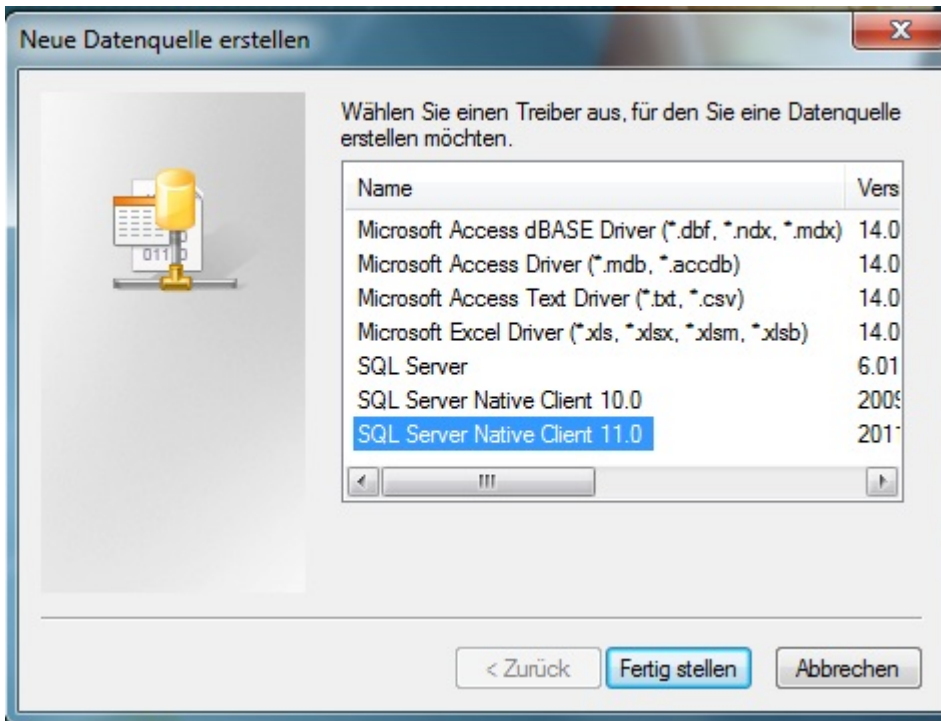 Neue Datenquelle erstellen
Wählen Sie einen Treiber aus, für den Sie eine Datenquelle
erstellen möchten.
Name Vers
Microsoft Access dBASE Driver (*.dbf, *.ndx, *.mdx) 14.0
Microsoft Access Driver (*.mdb, *.accdb) 14.0
Microsoft Access Text Driver (*.txt, *.csv) 14.0
Microsoft Excel Driver (*.xls, *.xlsx, *.xlsm, *.xlsb) 14.0
SQL Server 6.01
SQL Server Native Client 10.0 2009
SQL Server Native Client 11.0 2011
< Zurück Fertig stellen Abbrechen